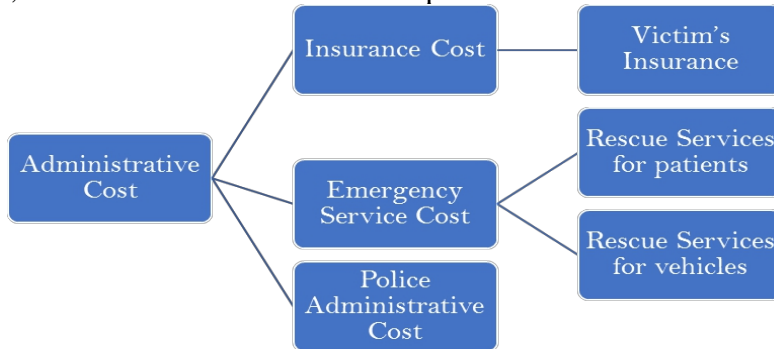 Insurance Cost
Victim's
Insurance
Administrative
Cost
Emergency
Service Cost
Rescue Services
for patients
Rescue Services
for vehicles
Police
Administrative
Cost